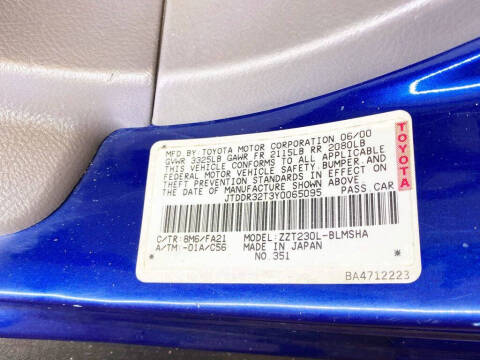 MFD. BY: TOYOTA MOTOR CORPORATION 06/00
GVWR 3325LB GAWR FR 2115LB RR 2080LB
THIS VEHICLE CONFORMS TO ALL APPLICABLE
FEDERAL MOTOR VEHICLE SAFETY, BUMPER, AND
THEFT PREVENTION STANDARDS IN EFFECT ON
THE DATE OF MANUFACTURE SHOWN ABOVE.
JTDDR32T3Y0065095 PASS. CAR
C/TR: 8M6/FA21 MODEL: ZZT230L-BLMSHA
A/TM: -01A/C56 MADE IN JAPAN
NO. 351
BA4712223
TOYOTA